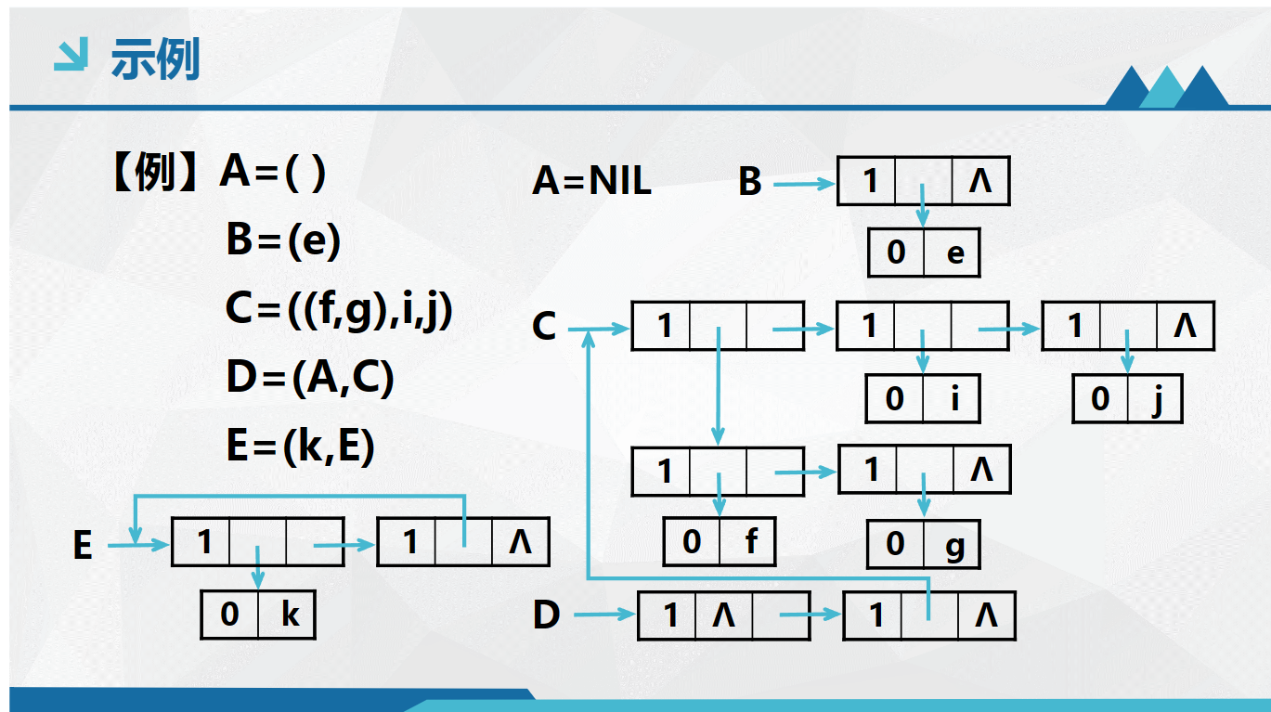 示例
【例】A=( )
B=(e)
C=((f,g),i,j)
D=(A,C)
E=(k,E)
A=NIL
B 1 Λ
0 e
C 1 1 1 Λ
0 i 0 j
1 1 Λ
0 f 0 g
E 1 1 Λ
0 k
D 1 Λ 1 Λ